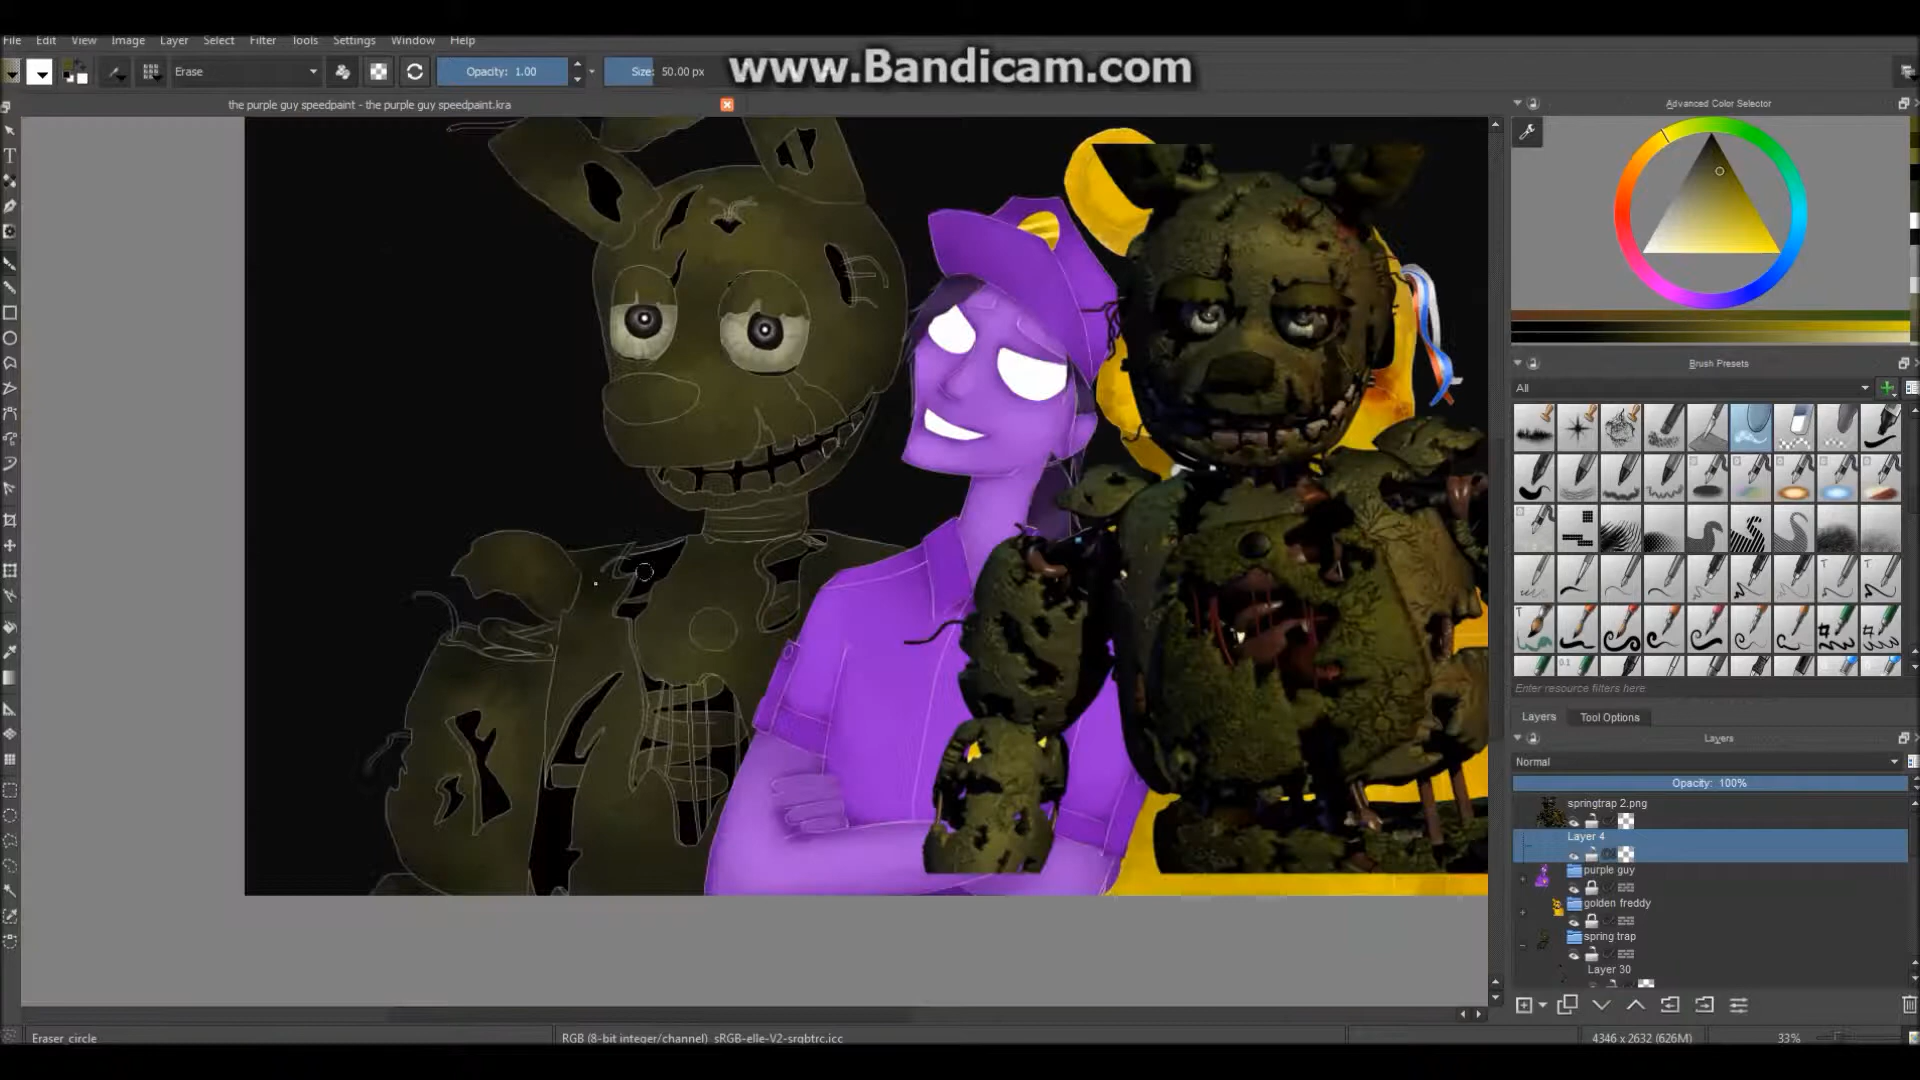 www.Bandicam.com
File Edit View Image Layer Select Filter Tools Settings Window Help
Erase Opacity: 1.00 Size: 50.00 px
the purple guy speedpaint - the purple guy speedpaint.kra
Advanced Color Selector
Brush Presets
All
Enter resource filters here
Layers Tool Options
Layers
Normal
Opacity: 100%
springtrap 2.png
Layer 4
purple guy
golden freddy
spring trap
Layer 30
Eraser_circle RGB (8-bit integer/channel) sRGB-elle-V2-srgbtrc.icc 4346 x 2632 (626M) 33%